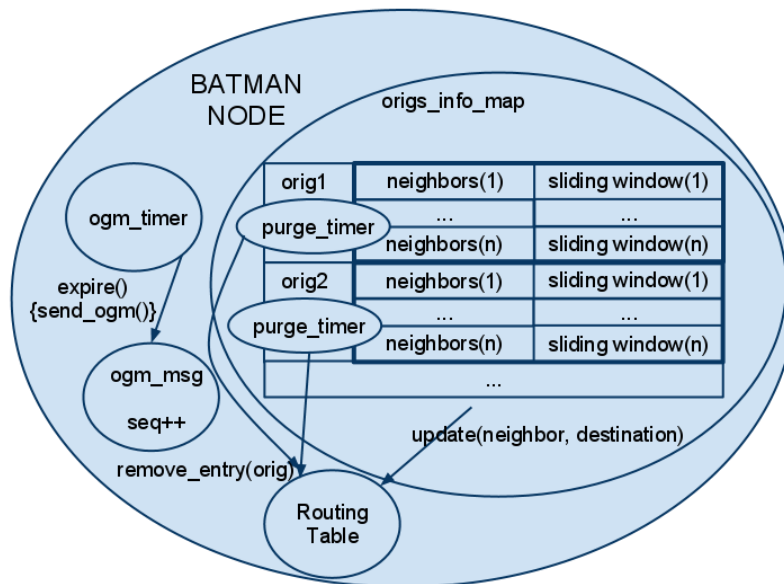 BATMAN
NODE
origs_info_map
orig1
neighbors(1)
sliding window(1)
...
...
purge_timer
neighbors(n)
sliding window(n)
orig2
neighbors(1)
sliding window(1)
...
...
purge_timer
neighbors(n)
sliding window(n)
...
ogm_timer
expire()
{send_ogm()}
ogm_msg
seq++
update(neighbor, destination)
remove_entry(orig)
Routing
Table